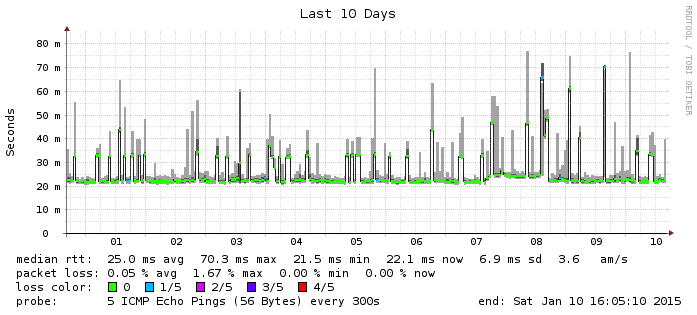 Last 10 Days
RRDTOOL / TOBI OETIKER
Seconds
80 m
70 m
60 m
50 m
40 m
30 m
20 m
10 m
0
01 02 03 04 05 06 07 08 09 10
median rtt: 25.0 ms avg 70.3 ms max 21.5 ms min 22.1 ms now 6.9 ms sd 3.6 am/s
packet loss: 0.05 % avg 1.67 % max 0.00 % min 0.00 % now
loss color: 0 1/5 2/5 3/5 4/5
probe: 5 ICMP Echo Pings (56 Bytes) every 300s end: Sat Jan 10 16:05:10 2015